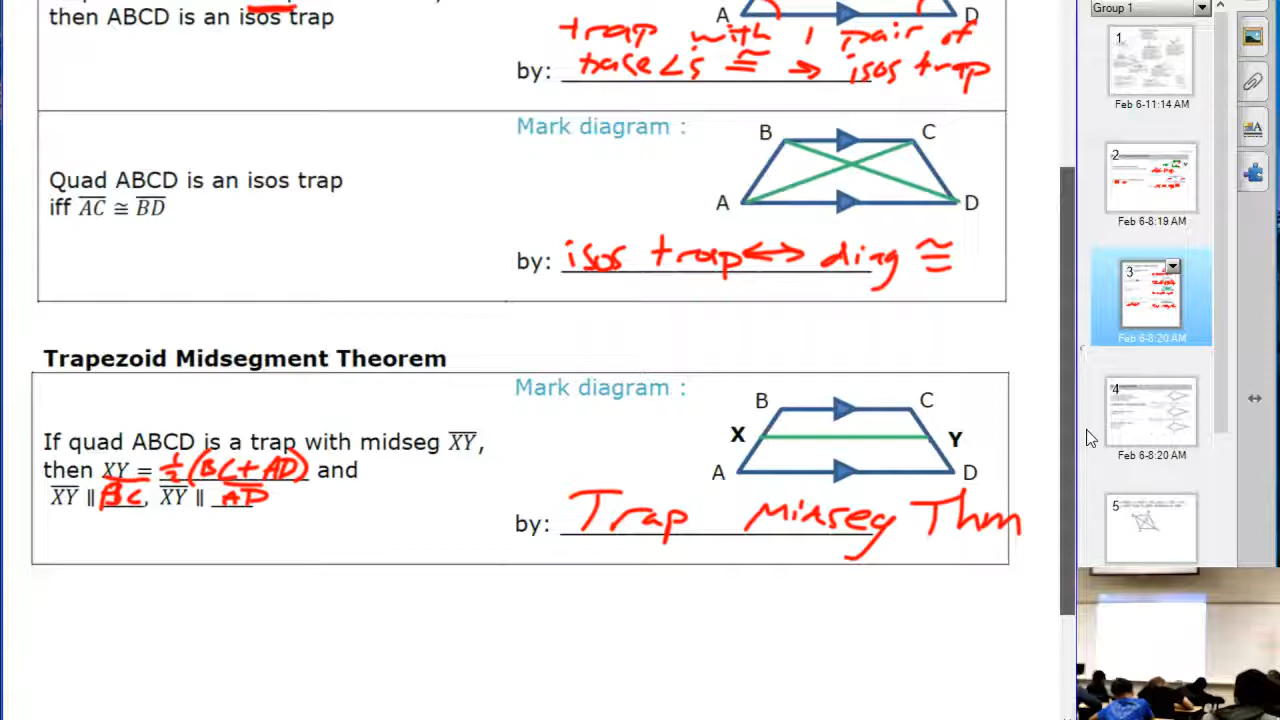 then ABCD is an isos trap
A D
trap with 1 pair of
by: base ∠s ≅ → isos trap
Mark diagram :
B C
Quad ABCD is an isos trap
iff AC ≅ BD
A D
by: isos trap ↔ diag ≅
Trapezoid Midsegment Theorem
Mark diagram :
B C
X Y
A D
If quad ABCD is a trap with midseg XY,
then XY = ½(BC + AD) and
XY ∥ BC, XY ∥ AD
by: Trap Midseg Thm
Group 1
1
Feb 6-11:14 AM
2
Feb 6-8:19 AM
3
Feb 6-8:20 AM
4
Feb 6-8:20 AM
5